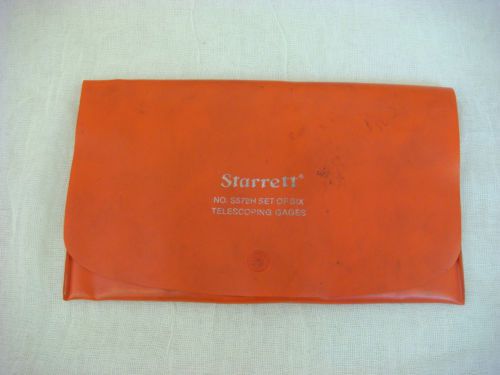 Starrett®
NO. S579H SET OF SIX
TELESCOPING GAGES